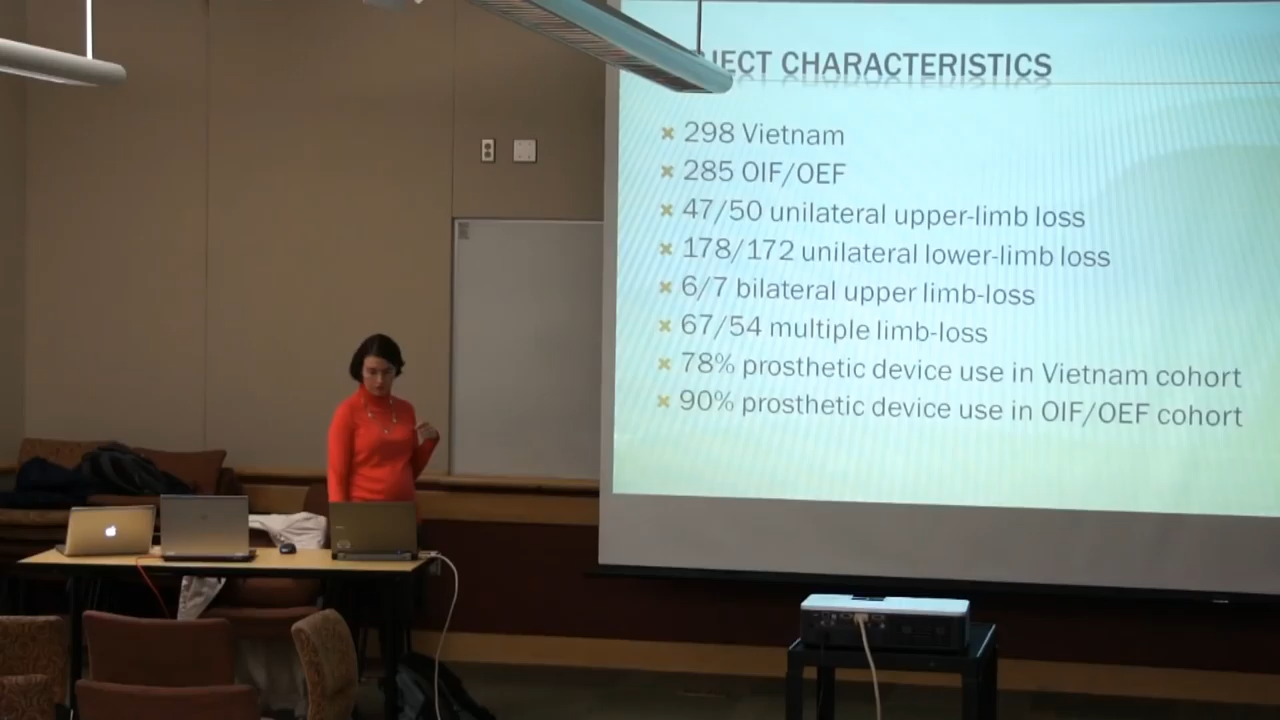 JECT CHARACTERISTICS
298 Vietnam
285 OIF/OEF
47/50 unilateral upper-limb loss
178/172 unilateral lower-limb loss
6/7 bilateral upper limb-loss
67/54 multiple limb-loss
78% prosthetic device use in Vietnam cohort
90% prosthetic device use in OIF/OEF cohort